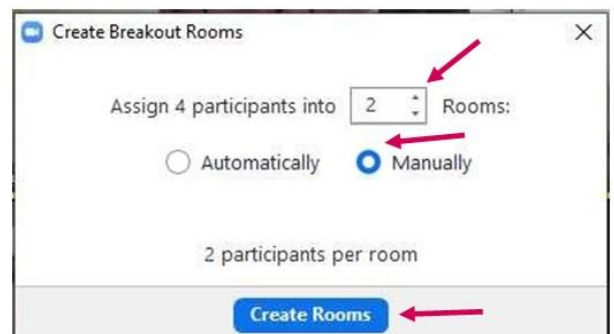 Create Breakout Rooms
Assign 4 participants into 2 Rooms:
Automatically Manually
2 participants per room
Create Rooms